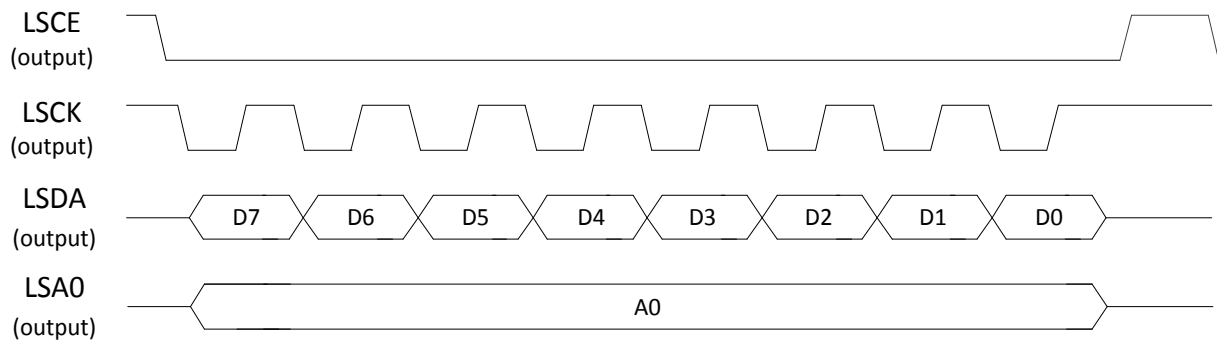 LSCE
(output)
LSCK
(output)
LSDA
(output)
D7 D6 D5 D4 D3 D2 D1 D0
LSA0
(output)
A0